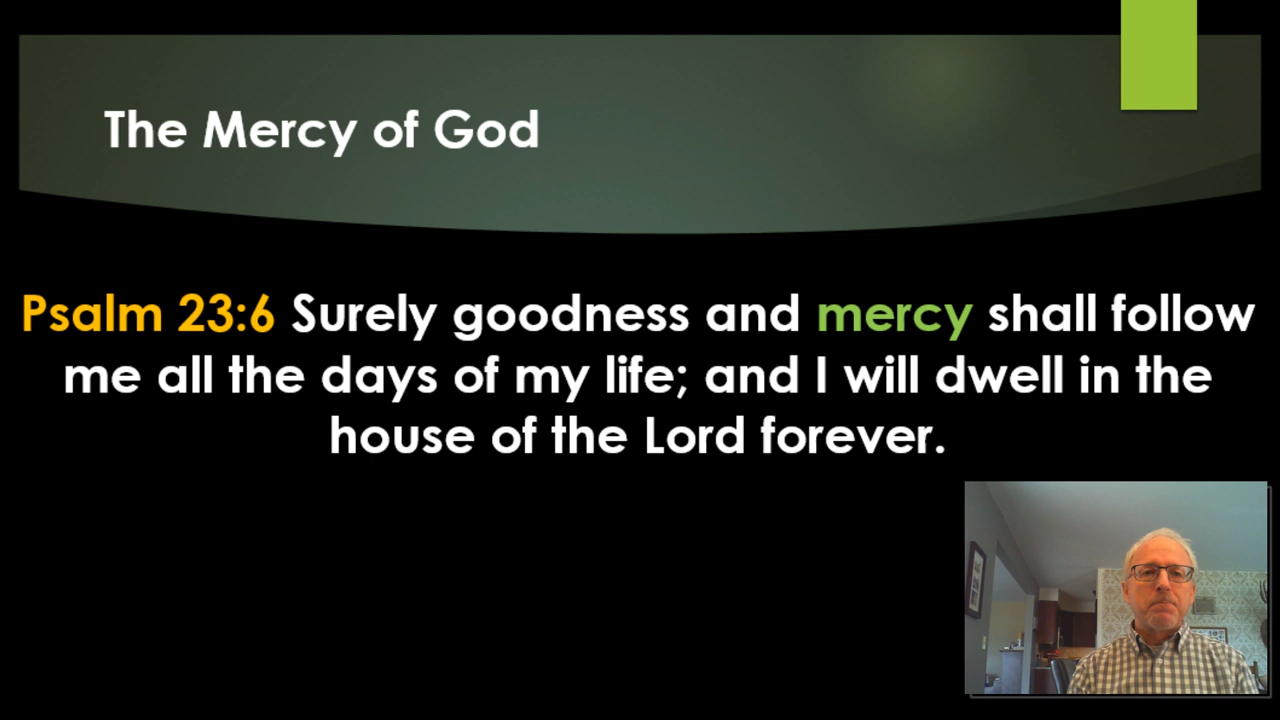 The Mercy of God
Psalm 23:6 Surely goodness and mercy shall follow
me all the days of my life; and I will dwell in the
house of the Lord forever.